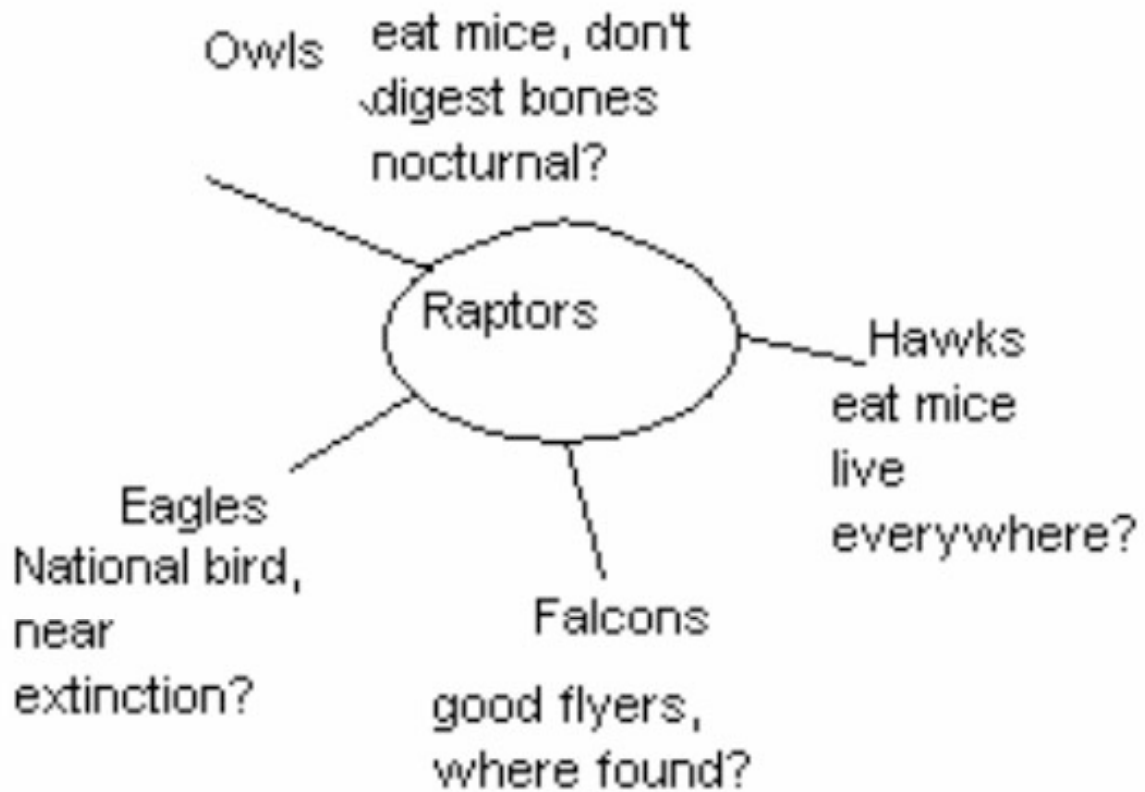 Owls
eat mice, don't
digest bones
nocturnal?
Raptors
Hawks
eat mice
live
everywhere?
Eagles
National bird,
near
extinction?
Falcons
good flyers,
where found?